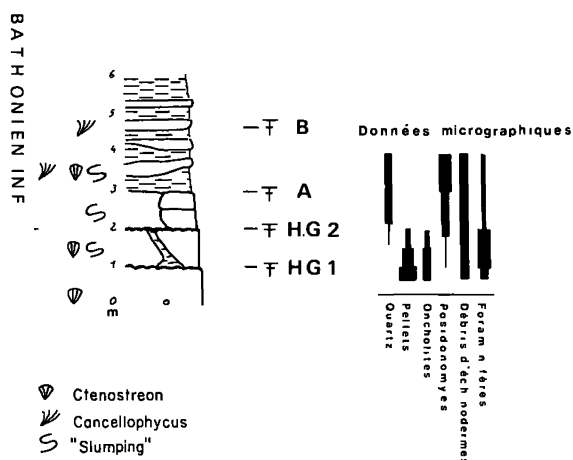 BATHONIEN INF
6
5
4
3
2
1
0
m
B
A
H.G 2
HG 1
Données micrographiques
Quartz
Pellets
Oncholites
Posidonomyes
Débris d'éch nodermes
Foram n fères
Ctenostreon
Cancellophycus
"Slumping"